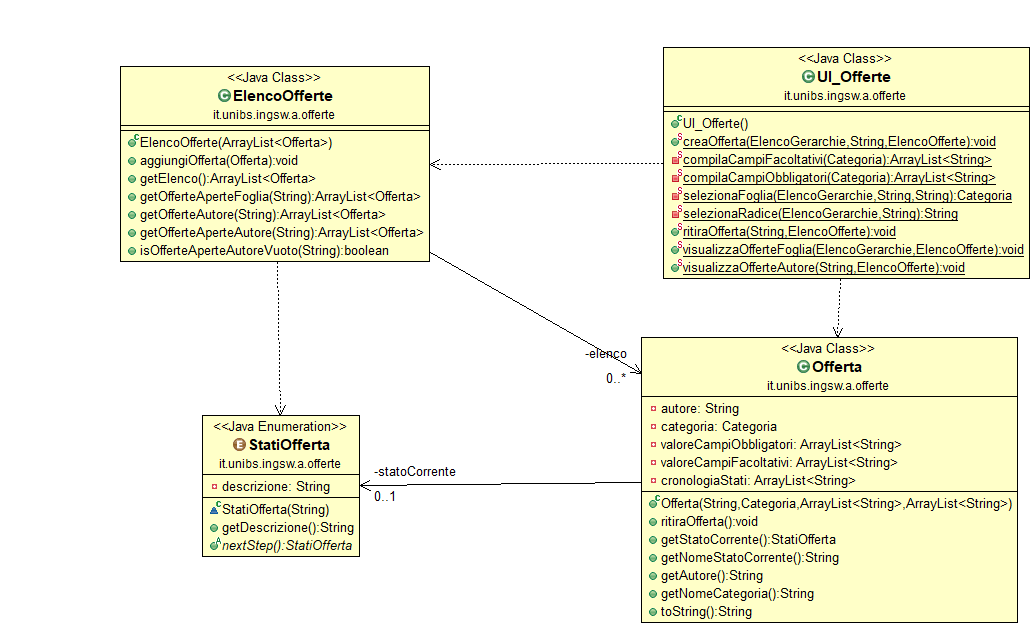 <<Java Class>>
ElencoOfferte
it.unibs.ingsw.a.offerte
ElencoOfferte(ArrayList<Offerta>)
aggiungiOfferta(Offerta):void
getElenco():ArrayList<Offerta>
getOfferteAperteFoglia(String):ArrayList<Offerta>
getOfferteAutore(String):ArrayList<Offerta>
getOfferteAperteAutore(String):ArrayList<Offerta>
isOfferteAperteAutoreVuoto(String):boolean
<<Java Class>>
UI_Offerte
it.unibs.ingsw.a.offerte
UI_Offerte()
creaOfferta(ElencoGerarchie,String,ElencoOfferte):void
compilaCampiFacoltativi(Categoria):ArrayList<String>
compilaCampiObbligatori(Categoria):ArrayList<String>
selezionaFoglia(ElencoGerarchie,String,String):Categoria
selezionaRadice(ElencoGerarchie,String):String
ritiraOfferta(String,ElencoOfferte):void
visualizzaOfferteFoglia(ElencoGerarchie,ElencoOfferte):void
visualizzaOfferteAutore(String,ElencoOfferte):void
-elenco
0..*
<<Java Enumeration>>
StatiOfferta
it.unibs.ingsw.a.offerte
descrizione: String
StatiOfferta(String)
getDescrizione():String
nextStep():StatiOfferta
-statoCorrente
0..1
<<Java Class>>
Offerta
it.unibs.ingsw.a.offerte
autore: String
categoria: Categoria
valoreCampiObbligatori: ArrayList<String>
valoreCampiFacoltativi: ArrayList<String>
cronologiaStati: ArrayList<String>
Offerta(String,Categoria,ArrayList<String>,ArrayList<String>)
ritiraOfferta():void
getStatoCorrente():StatiOfferta
getNomeStatoCorrente():String
getAutore():String
getNomeCategoria():String
toString():String